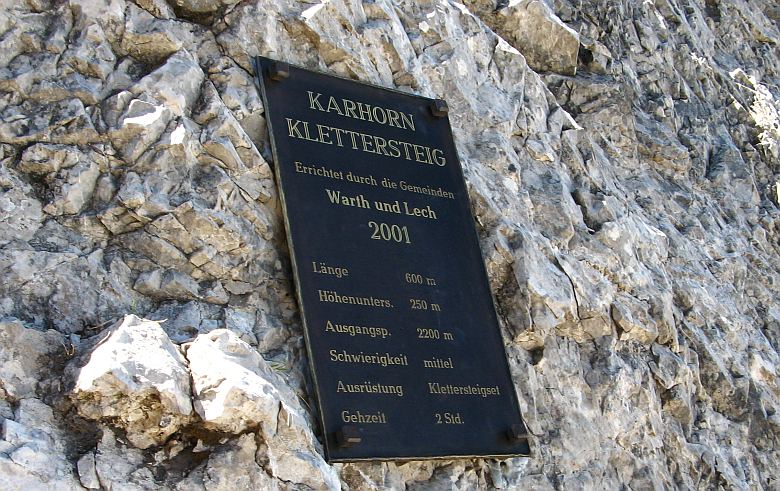 KARHORN
KLETTERSTEIG
Errichtet durch die Gemeinden
Warth und Lech
2001
Länge 600 m
Höhenunters. 250 m
Ausgangsp. 2200 m
Schwierigkeit mittel
Ausrüstung Klettersteigset
Gehzeit 2 Std.